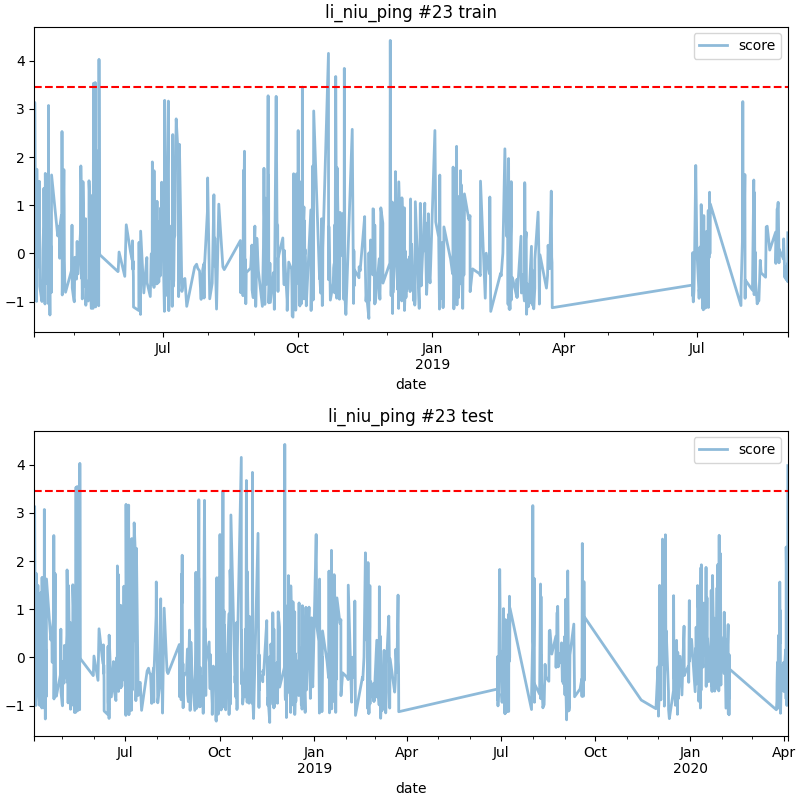 li_niu_ping #23 train
score
4
3
2
1
0
−1
Jul
Oct
Jan
2019
Apr
Jul
date
li_niu_ping #23 test
score
4
3
2
1
0
−1
Jul
Oct
Jan
2019
Apr
Jul
Oct
Jan
2020
Apr
date